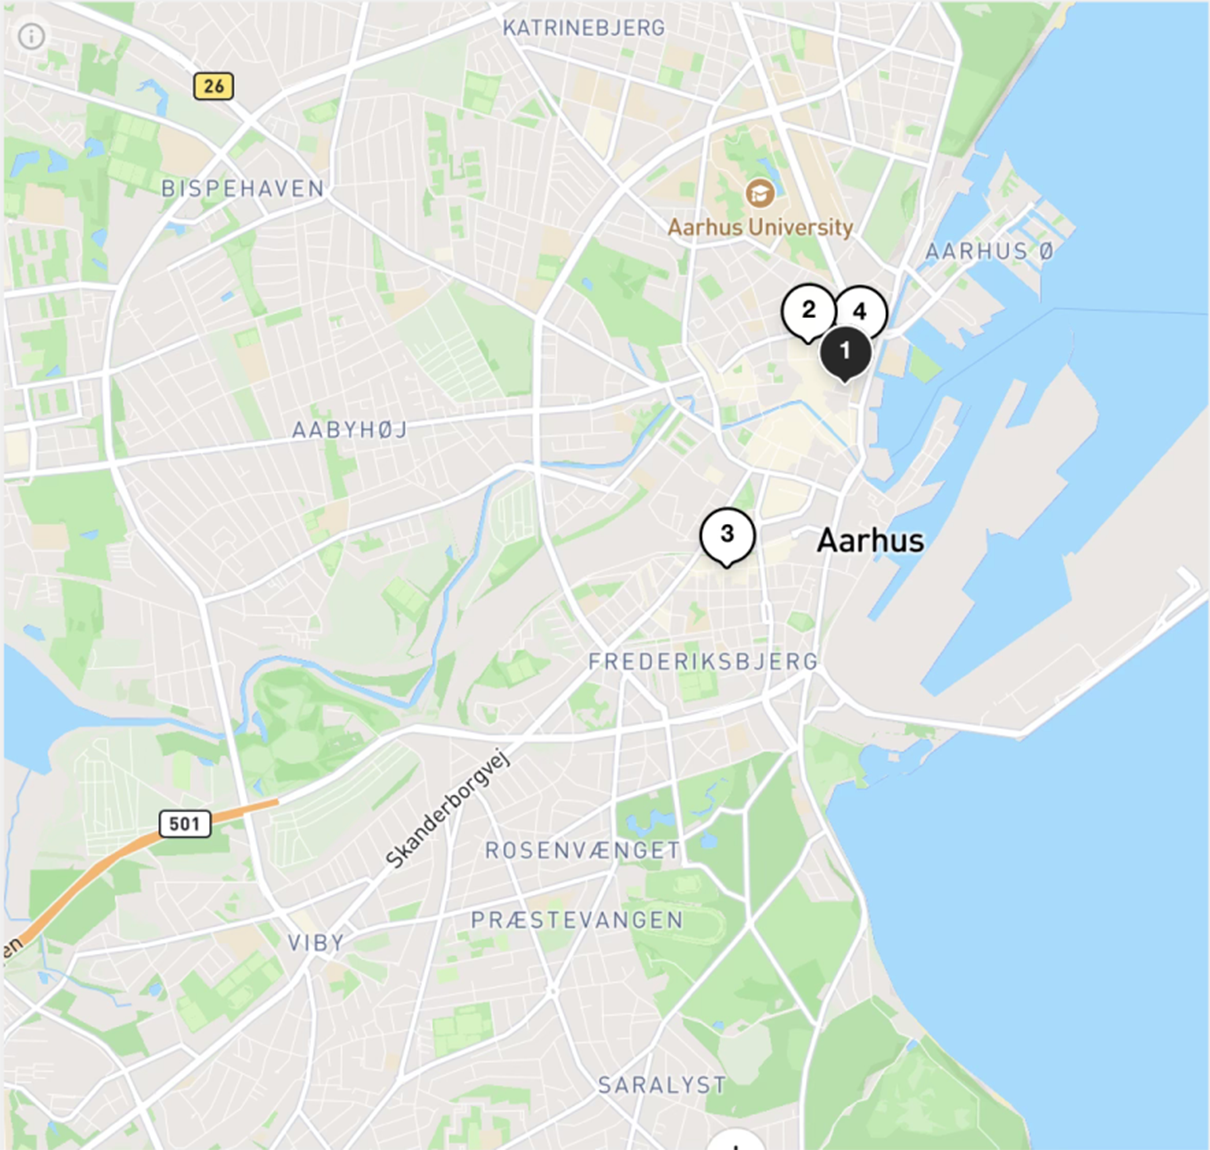 KATRINEBJERG
26
BISPEHAVEN
Aarhus University
AARHUS Ø
2
4
1
AABYHØJ
3
Aarhus
FREDERIKSBJERG
Skanderborgvej
501
ROSENVÆNGET
PRÆSTEVANGEN
VIBY
en
SARALYST